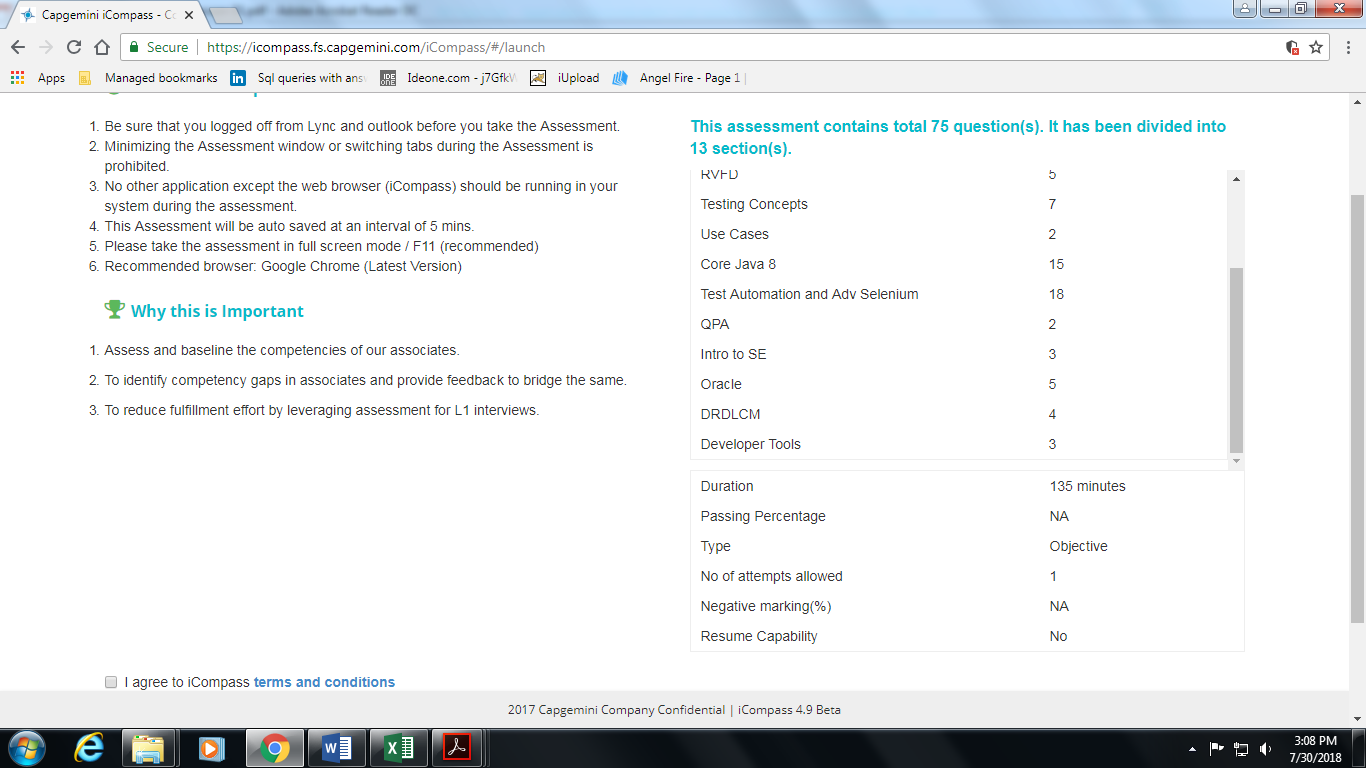 Capgemini iCompass - Co
Secure https://icompass.fs.capgemini.com/iCompass/#/launch
Apps Managed bookmarks Sql queries with ans Ideone.com - j7GfkW iUpload Angel Fire - Page 1
1. Be sure that you logged off from Lync and outlook before you take the Assessment.
2. Minimizing the Assessment window or switching tabs during the Assessment is
prohibited.
3. No other application except the web browser (iCompass) should be running in your
system during the assessment.
4. This Assessment will be auto saved at an interval of 5 mins.
5. Please take the assessment in full screen mode / F11 (recommended)
6. Recommended browser: Google Chrome (Latest Version)
Why this is Important
1. Assess and baseline the competencies of our associates.
2. To identify competency gaps in associates and provide feedback to bridge the same.
3. To reduce fulfillment effort by leveraging assessment for L1 interviews.
This assessment contains total 75 question(s). It has been divided into
13 section(s).
RVFD 5
Testing Concepts 7
Use Cases 2
Core Java 8 15
Test Automation and Adv Selenium 18
QPA 2
Intro to SE 3
Oracle 5
DRDLCM 4
Developer Tools 3
Duration 135 minutes
Passing Percentage NA
Type Objective
No of attempts allowed 1
Negative marking(%) NA
Resume Capability No
I agree to iCompass terms and conditions
2017 Capgemini Company Confidential | iCompass 4.9 Beta
3:08 PM
7/30/2018